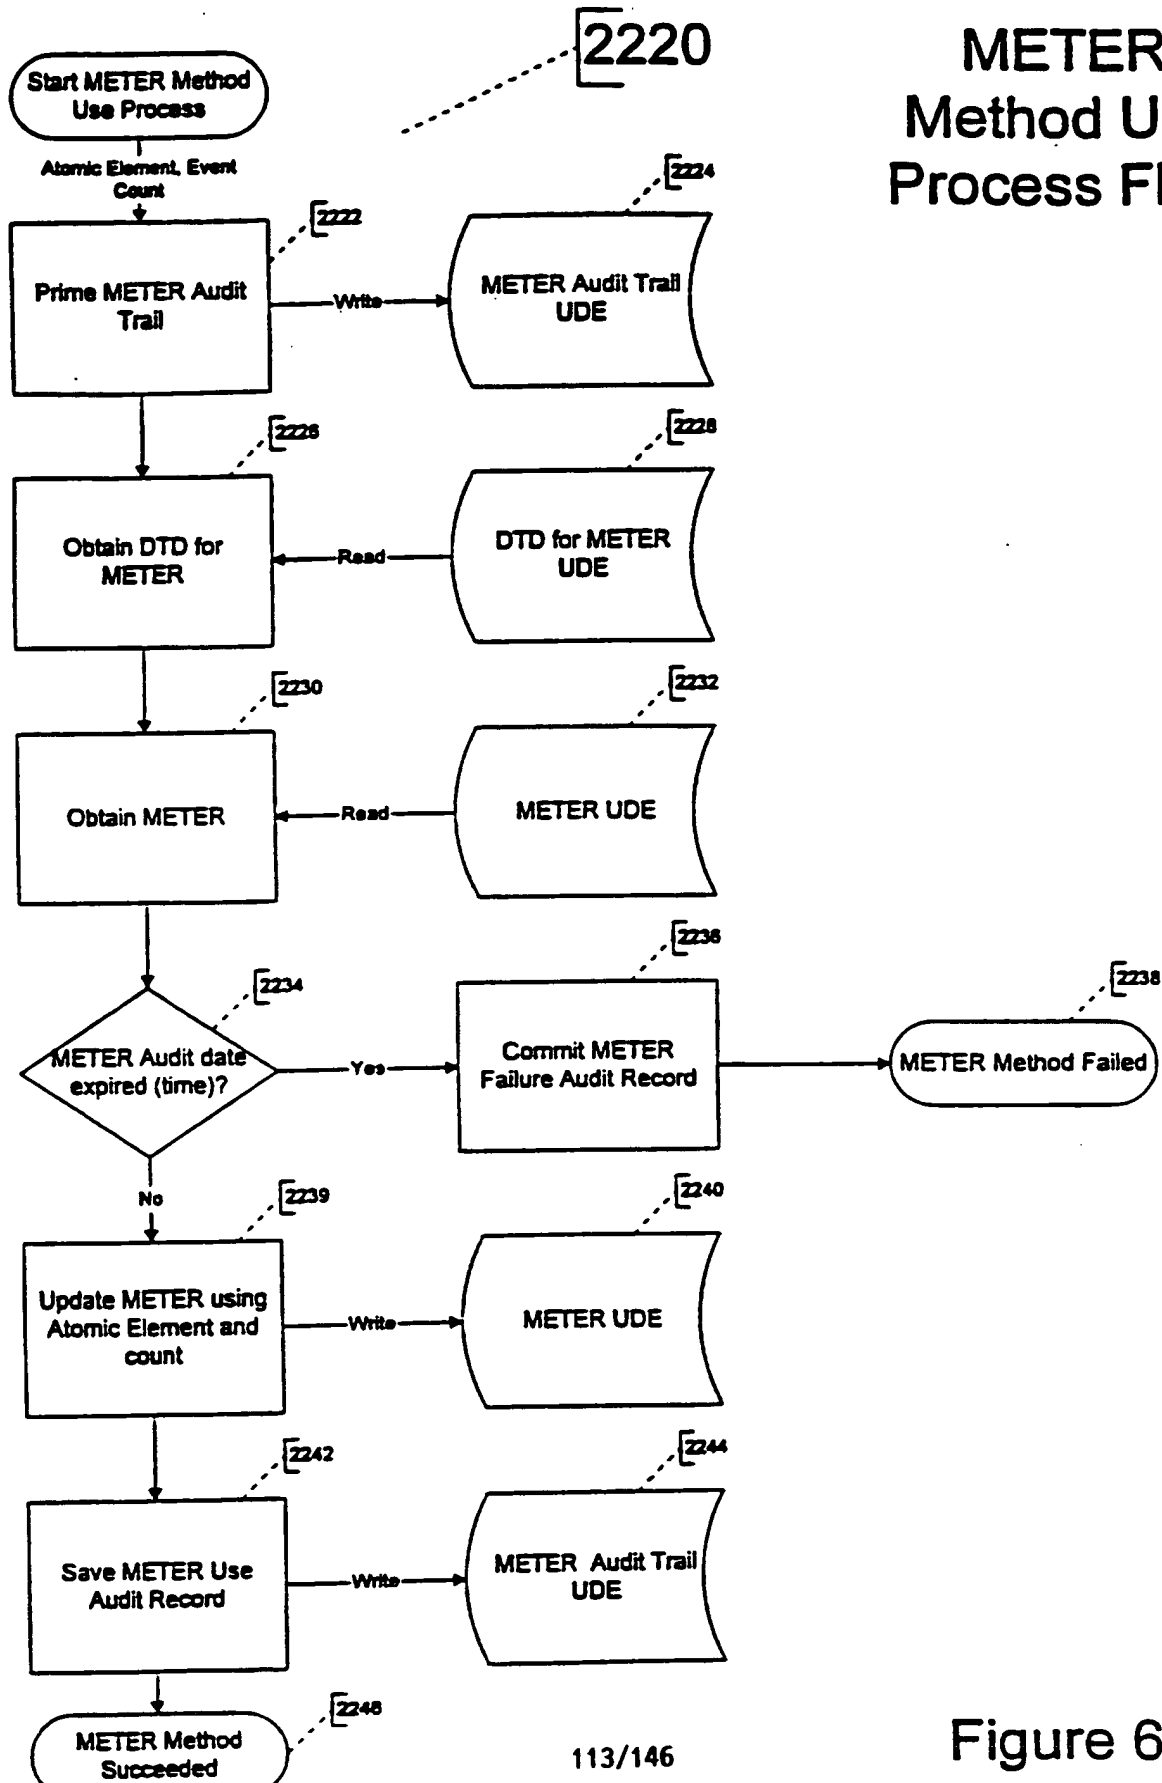 2220
METER
Method U
Process Fl
Start METER Method
Use Process
Atomic Element, Event
Count
2222
2224
Prime METER Audit
Trail
Write
METER Audit Trail
UDE
2226
2228
Obtain DTD for
METER
Read
DTD for METER
UDE
2230
2232
Obtain METER
Read
METER UDE
2234
2236
2238
METER Audit date
expired (time)?
Yes
Commit METER
Failure Audit Record
METER Method Failed
No
2239
2240
Update METER using
Atomic Element and
count
Write
METER UDE
2242
2244
Save METER Use
Audit Record
Write
METER Audit Trail
UDE
2246
METER Method
Succeeded
113/146
Figure 6